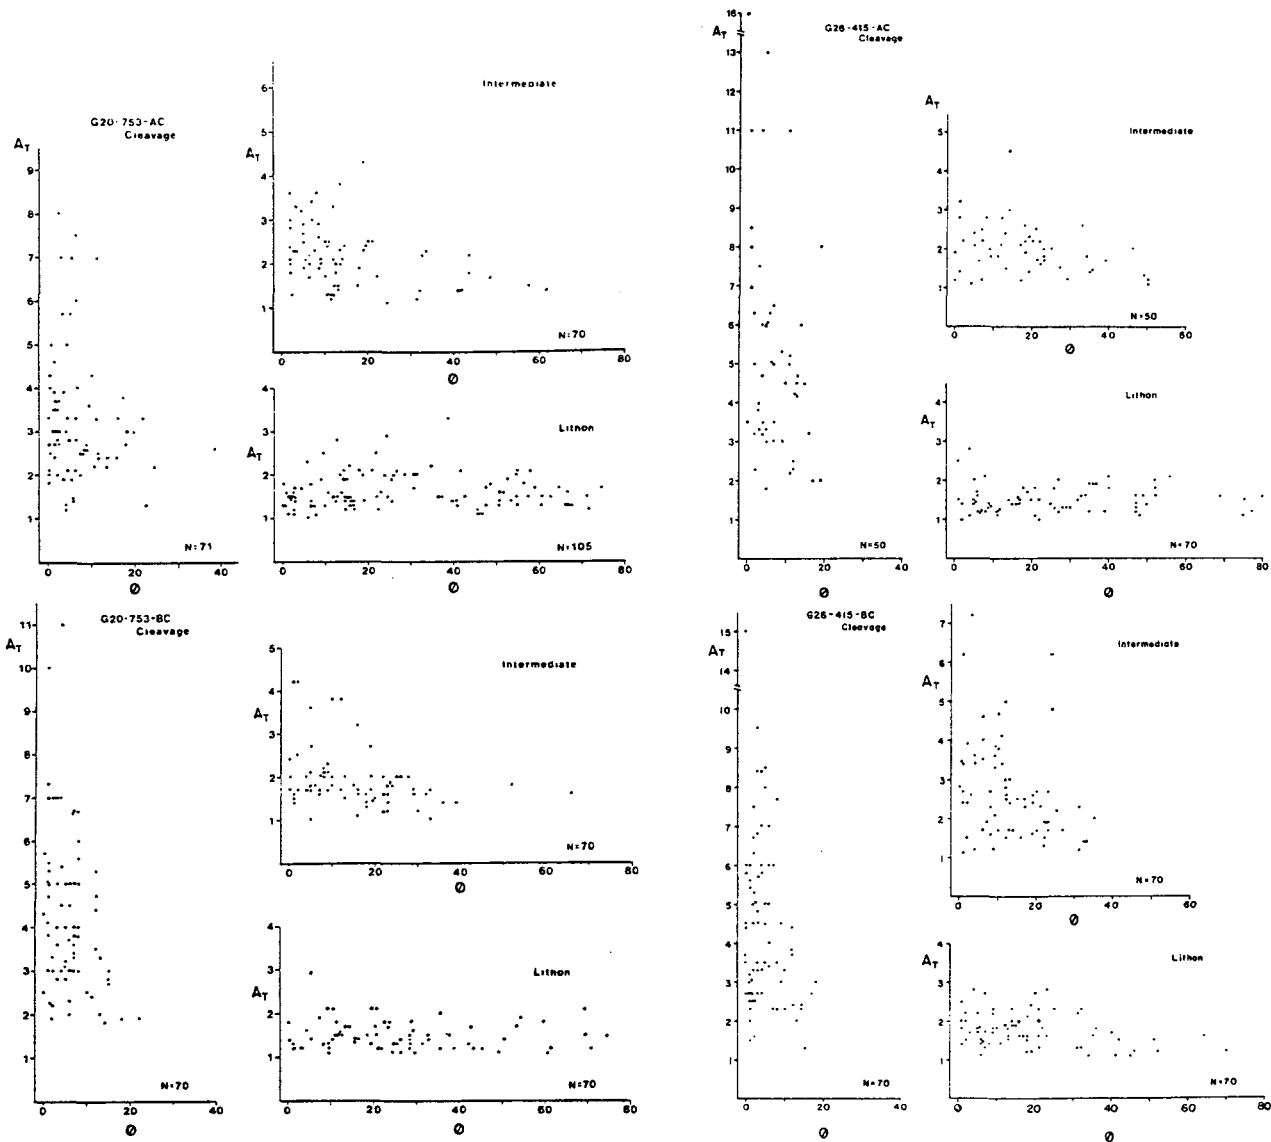 G20-753-AC
Cleavage
A_T
9
8
7
6
5
4
3
2
1
N=71
0
20
40
Ø
Intermediate
A_T
6
5
4
3
2
1
N=70
0
20
40
60
80
Ø
Lithon
A_T
4
3
2
1
N=105
0
20
40
60
80
Ø
G26-415-AC
Cleavage
A_T
16
13
12
11
10
9
8
7
6
5
4
3
2
1
N=50
0
20
40
Ø
Intermediate
A_T
5
4
3
2
1
N=50
0
20
40
60
Ø
Lithon
A_T
4
3
2
1
N=70
0
20
40
60
80
Ø
G20-753-BC
Cleavage
A_T
11
10
9
8
7
6
5
4
3
2
1
N=70
0
20
40
Ø
Intermediate
A_T
5
4
3
2
1
N=70
0
20
40
60
80
Ø
Lithon
A_T
4
3
2
1
N=70
0
20
40
60
80
Ø
G26-415-BC
Cleavage
A_T
15
14
10
9
8
7
6
5
4
3
2
1
N=70
0
20
40
Ø
Intermediate
A_T
7
6
5
4
3
2
1
N=70
0
20
40
60
Ø
Lithon
A_T
4
3
2
1
N=70
0
20
40
60
80
Ø